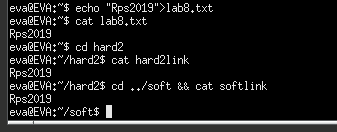 eva@EVA:~$ echo "Rps2019">lab8.txt
eva@EVA:~$ cat lab8.txt
Rps2019
eva@EVA:~$ cd hard2
eva@EVA:~/hard2$ cat hard2link
Rps2019
eva@EVA:~/hard2$ cd ../soft && cat softlink
Rps2019
eva@EVA:~/soft$